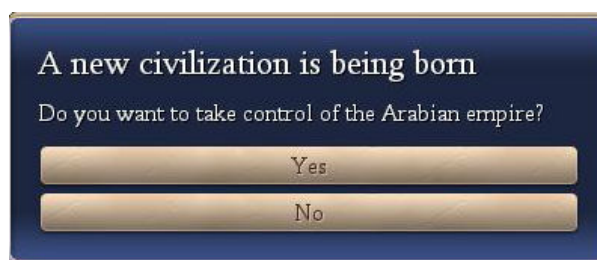 A new civilization is being born
Do you want to take control of the Arabian empire?
Yes
No